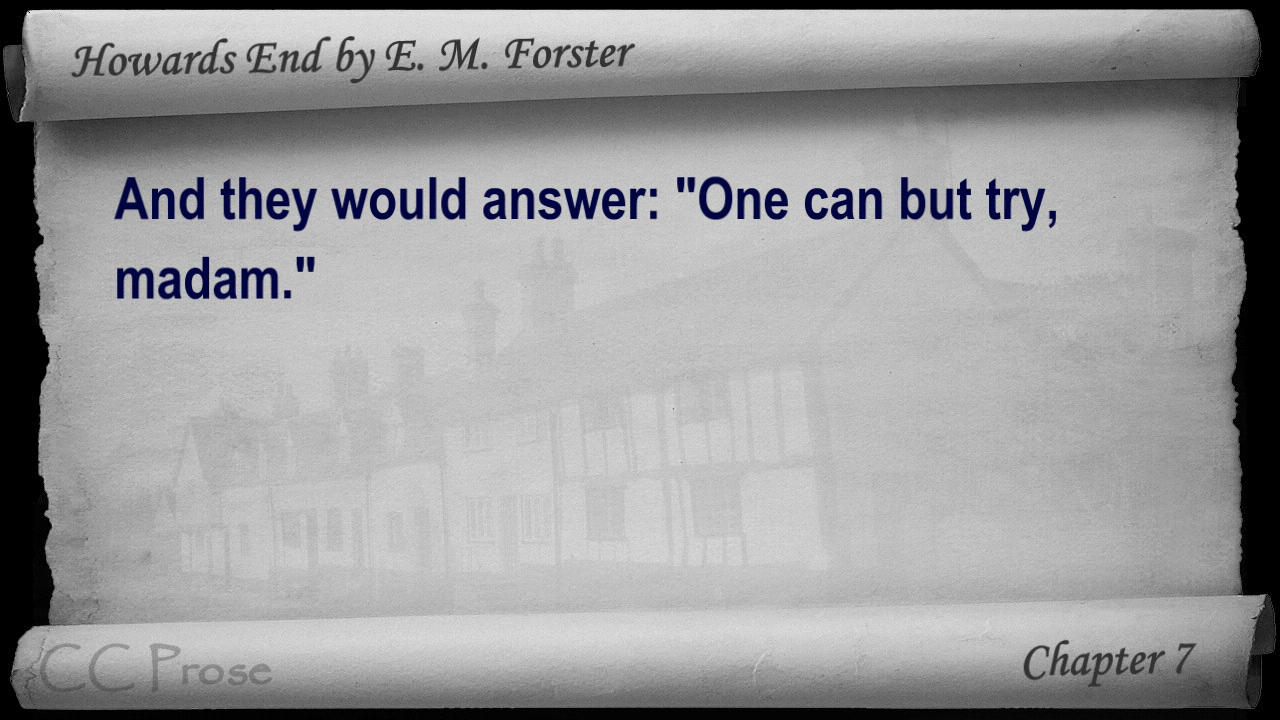 Howards End by E. M. Forster
And they would answer: "One can but try,
madam."
CC Prose
Chapter 7